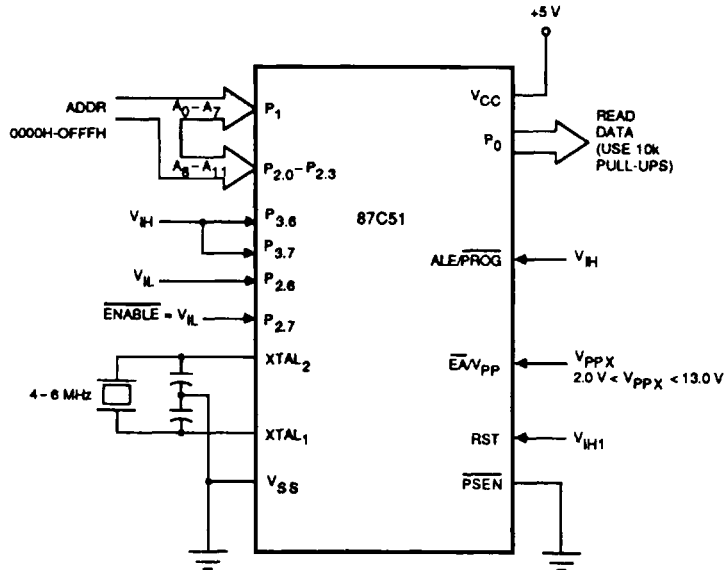 +5 V
ADDR
0000H-OFFFH
A0–A7
P1
A8–A11
P2.0–P2.3
VIH
P3.6
P3.7
VIL
P2.6
ENABLE = VIL
P2.7
XTAL2
4–6 MHz
XTAL1
VSS
87C51
VCC
P0
READ
DATA
(USE 10k
PULL-UPS)
ALE/PROG
VIH
EA/VPP
VPPX
2.0 V < VPPX < 13.0 V
RST
VIH1
PSEN